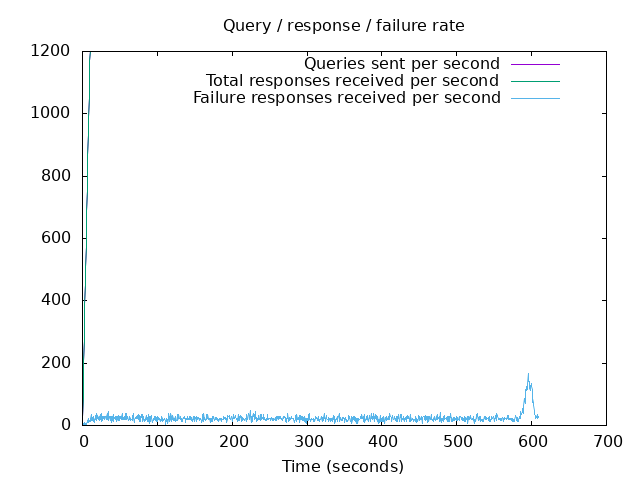 Query / response / failure rate
1200
1000
800
600
400
200
0
Queries sent per second
Total responses received per second
Failure responses received per second
0 100 200 300 400 500 600 700
Time (seconds)